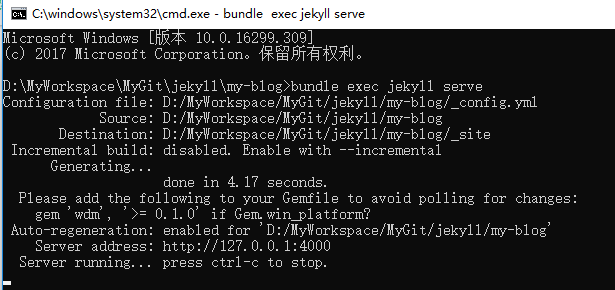 C:\windows\system32\cmd.exe - bundle  exec jekyll serve
Microsoft Windows [版本 10.0.16299.309]
(c) 2017 Microsoft Corporation。保留所有权利。
D:\MyWorkspace\MyGit\jekyll\my-blog>bundle exec jekyll serve
Configuration file: D:/MyWorkspace/MyGit/jekyll/my-blog/_config.yml
Source: D:/MyWorkspace/MyGit/jekyll/my-blog
Destination: D:/MyWorkspace/MyGit/jekyll/my-blog/_site
Incremental build: disabled. Enable with --incremental
Generating...
done in 4.17 seconds.
Please add the following to your Gemfile to avoid polling for changes:
gem 'wdm', '>= 0.1.0' if Gem.win_platform?
Auto-regeneration: enabled for 'D:/MyWorkspace/MyGit/jekyll/my-blog'
Server address: http://127.0.0.1:4000
Server running... press ctrl-c to stop.